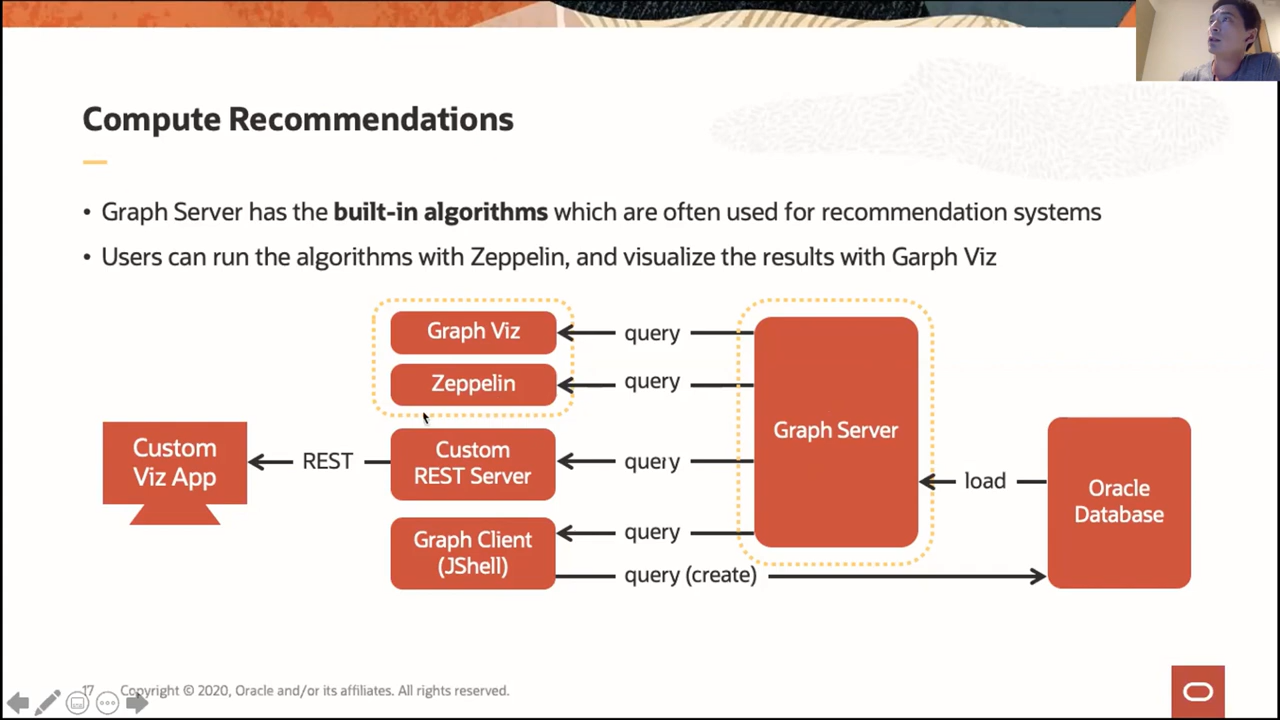 Compute Recommendations
• Graph Server has the built-in algorithms which are often used for recommendation systems
• Users can run the algorithms with Zeppelin, and visualize the results with Garph Viz
Graph Viz
query
Zeppelin
query
Graph Server
Custom
Viz App
REST
Custom
REST Server
query
load
Oracle
Database
Graph Client
(JShell)
query
query (create)
17 Copyright © 2020, Oracle and/or its affiliates. All rights reserved.